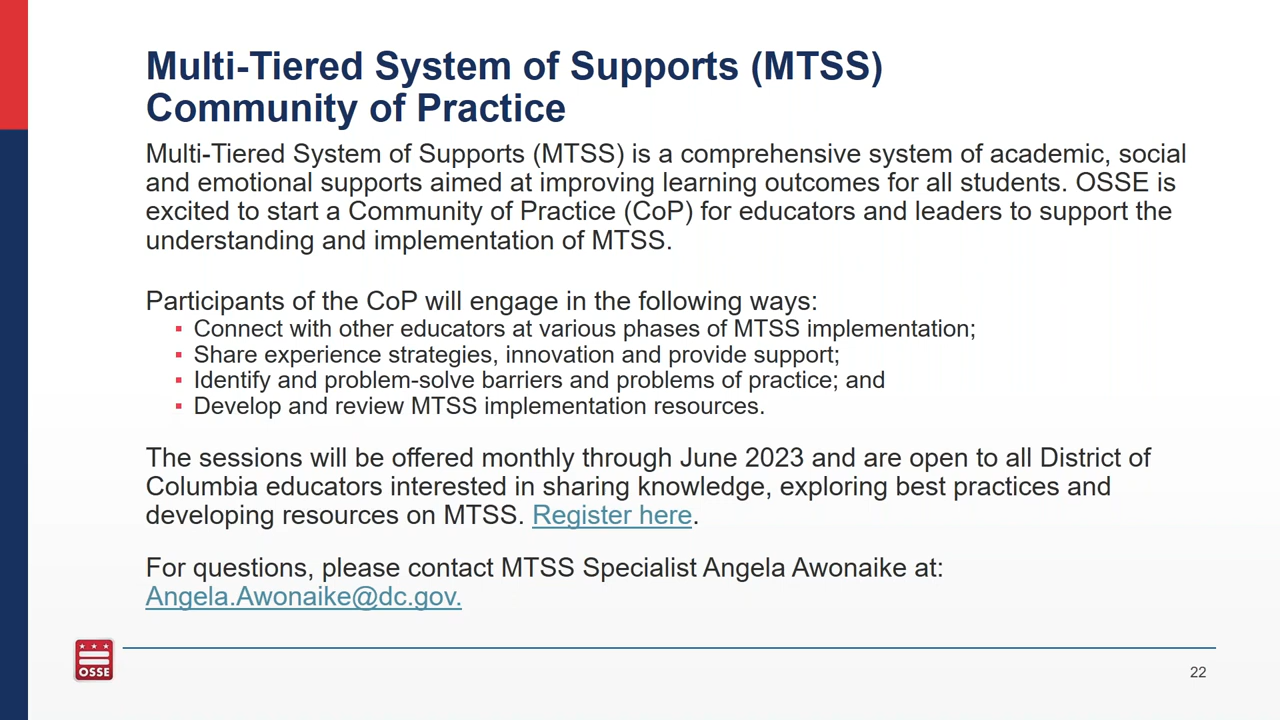 Multi-Tiered System of Supports (MTSS)
Community of Practice
Multi-Tiered System of Supports (MTSS) is a comprehensive system of academic, social
and emotional supports aimed at improving learning outcomes for all students. OSSE is
excited to start a Community of Practice (CoP) for educators and leaders to support the
understanding and implementation of MTSS.
Participants of the CoP will engage in the following ways:
▪ Connect with other educators at various phases of MTSS implementation;
▪ Share experience strategies, innovation and provide support;
▪ Identify and problem-solve barriers and problems of practice; and
▪ Develop and review MTSS implementation resources.
The sessions will be offered monthly through June 2023 and are open to all District of
Columbia educators interested in sharing knowledge, exploring best practices and
developing resources on MTSS. Register here.
For questions, please contact MTSS Specialist Angela Awonaike at:
Angela.Awonaike@dc.gov.
OSSE
22